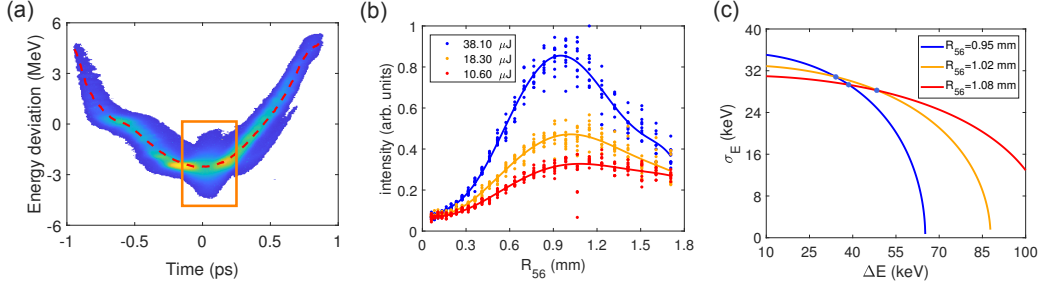 (a)
Energy deviation (MeV)
6
3
0
-3
-6
-1
-0.5
0
0.5
1
Time (ps)
(b)
intensity (arb. units)
1
0.8
0.6
0.4
0.2
0
0
0.3
0.6
0.9
1.2
1.5
1.8
R56 (mm)
38.10 μJ
18.30 μJ
10.60 μJ
(c)
σE (keV)
40
32
24
16
8
0
10
25
40
55
70
85
100
ΔE (keV)
R56=0.95 mm
R56=1.02 mm
R56=1.08 mm